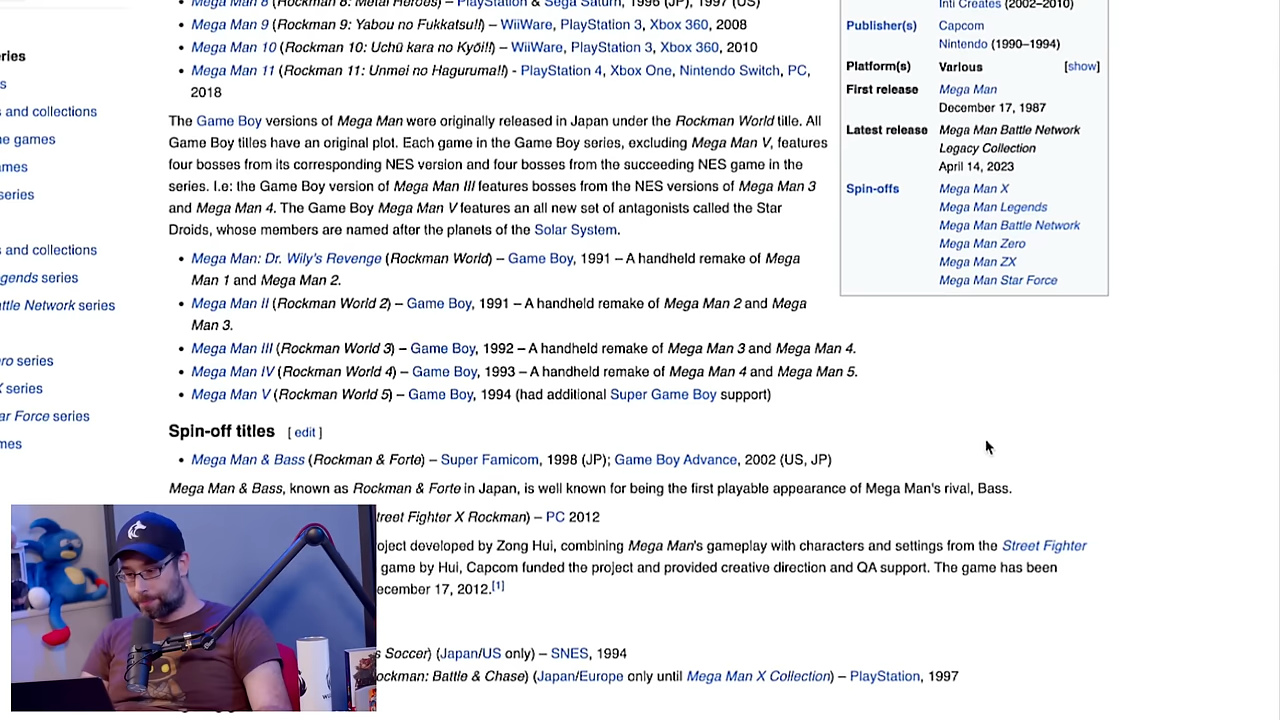 Mega Man 8 (Rockman 8: Metal Heroes) – PlayStation & Sega Saturn, 1996 (JP), 1997 (US)
Mega Man 9 (Rockman 9: Yabou no Fukkatsu!!) – WiiWare, PlayStation 3, Xbox 360, 2008
Mega Man 10 (Rockman 10: Uchū kara no Kyōi!!) – WiiWare, PlayStation 3, Xbox 360, 2010
Mega Man 11 (Rockman 11: Unmei no Haguruma!!) - PlayStation 4, Xbox One, Nintendo Switch, PC,
2018
The Game Boy versions of Mega Man were originally released in Japan under the Rockman World title. All
Game Boy titles have an original plot. Each game in the Game Boy series, excluding Mega Man V, features
four bosses from its corresponding NES version and four bosses from the succeeding NES game in the
series. I.e: the Game Boy version of Mega Man III features bosses from the NES versions of Mega Man 3
and Mega Man 4. The Game Boy Mega Man V features an all new set of antagonists called the Star
Droids, whose members are named after the planets of the Solar System.
• Mega Man: Dr. Wily's Revenge (Rockman World) – Game Boy, 1991 – A handheld remake of Mega
Man 1 and Mega Man 2.
• Mega Man II (Rockman World 2) – Game Boy, 1991 – A handheld remake of Mega Man 2 and Mega
Man 3.
• Mega Man III (Rockman World 3) – Game Boy, 1992 – A handheld remake of Mega Man 3 and Mega Man 4.
• Mega Man IV (Rockman World 4) – Game Boy, 1993 – A handheld remake of Mega Man 4 and Mega Man 5.
• Mega Man V (Rockman World 5) – Game Boy, 1994 (had additional Super Game Boy support)
Spin-off titles [ edit ]
• Mega Man & Bass (Rockman & Forte) – Super Famicom, 1998 (JP); Game Boy Advance, 2002 (US, JP)
Mega Man & Bass, known as Rockman & Forte in Japan, is well known for being the first playable appearance of Mega Man's rival, Bass.
treet Fighter X Rockman) – PC 2012
oject developed by Zong Hui, combining Mega Man's gameplay with characters and settings from the Street Fighter
game by Hui, Capcom funded the project and provided creative direction and QA support. The game has been
ecember 17, 2012.[1]
s Soccer) (Japan/US only) – SNES, 1994
ockman: Battle & Chase) (Japan/Europe only until Mega Man X Collection) – PlayStation, 1997
Inti Creates (2002–2010)
Publisher(s) Capcom
Nintendo (1990–1994)
Platform(s) Various [show]
First release Mega Man
December 17, 1987
Latest release Mega Man Battle Network
Legacy Collection
April 14, 2023
Spin-offs Mega Man X
Mega Man Legends
Mega Man Battle Network
Mega Man Zero
Mega Man ZX
Mega Man Star Force
ries
s
s and collections
ne games
ames
series
s and collections
gends series
attle Network series
ro series
X series
ar Force series
mes